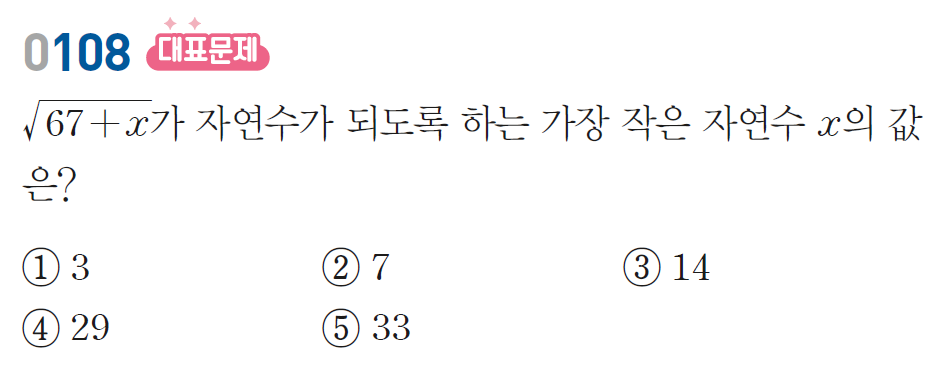 0108 대표문제
√67+x가 자연수가 되도록 하는 가장 작은 자연수 x의 값
은?
① 3 ② 7 ③ 14
④ 29 ⑤ 33